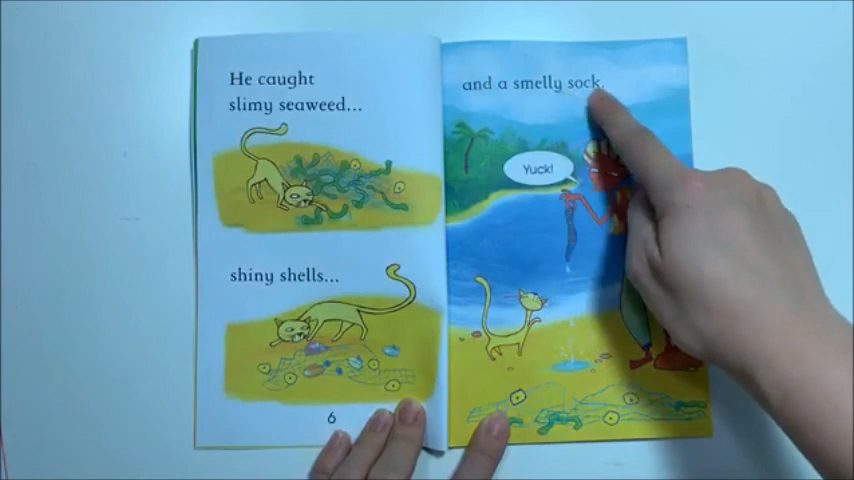 He caught
slimy seaweed...
shiny shells...
6
and a smelly sock.
Yuck!